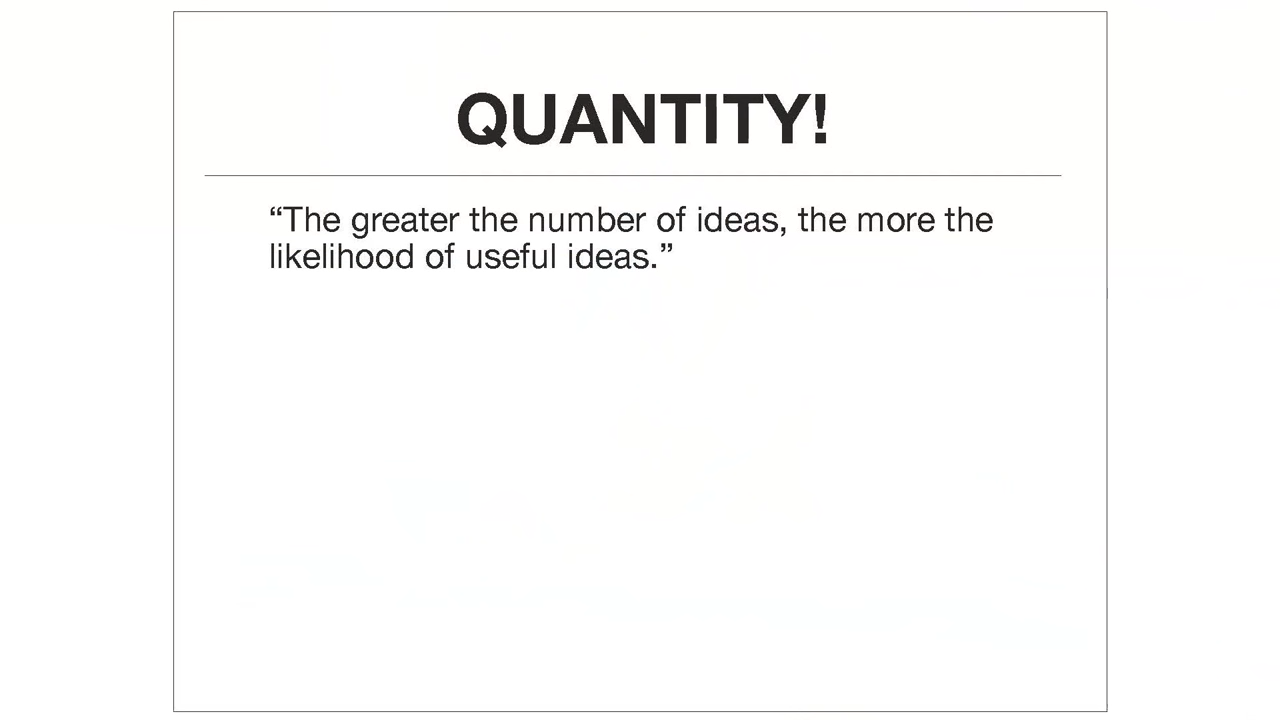 QUANTITY!
“The greater the number of ideas, the more the
likelihood of useful ideas.”